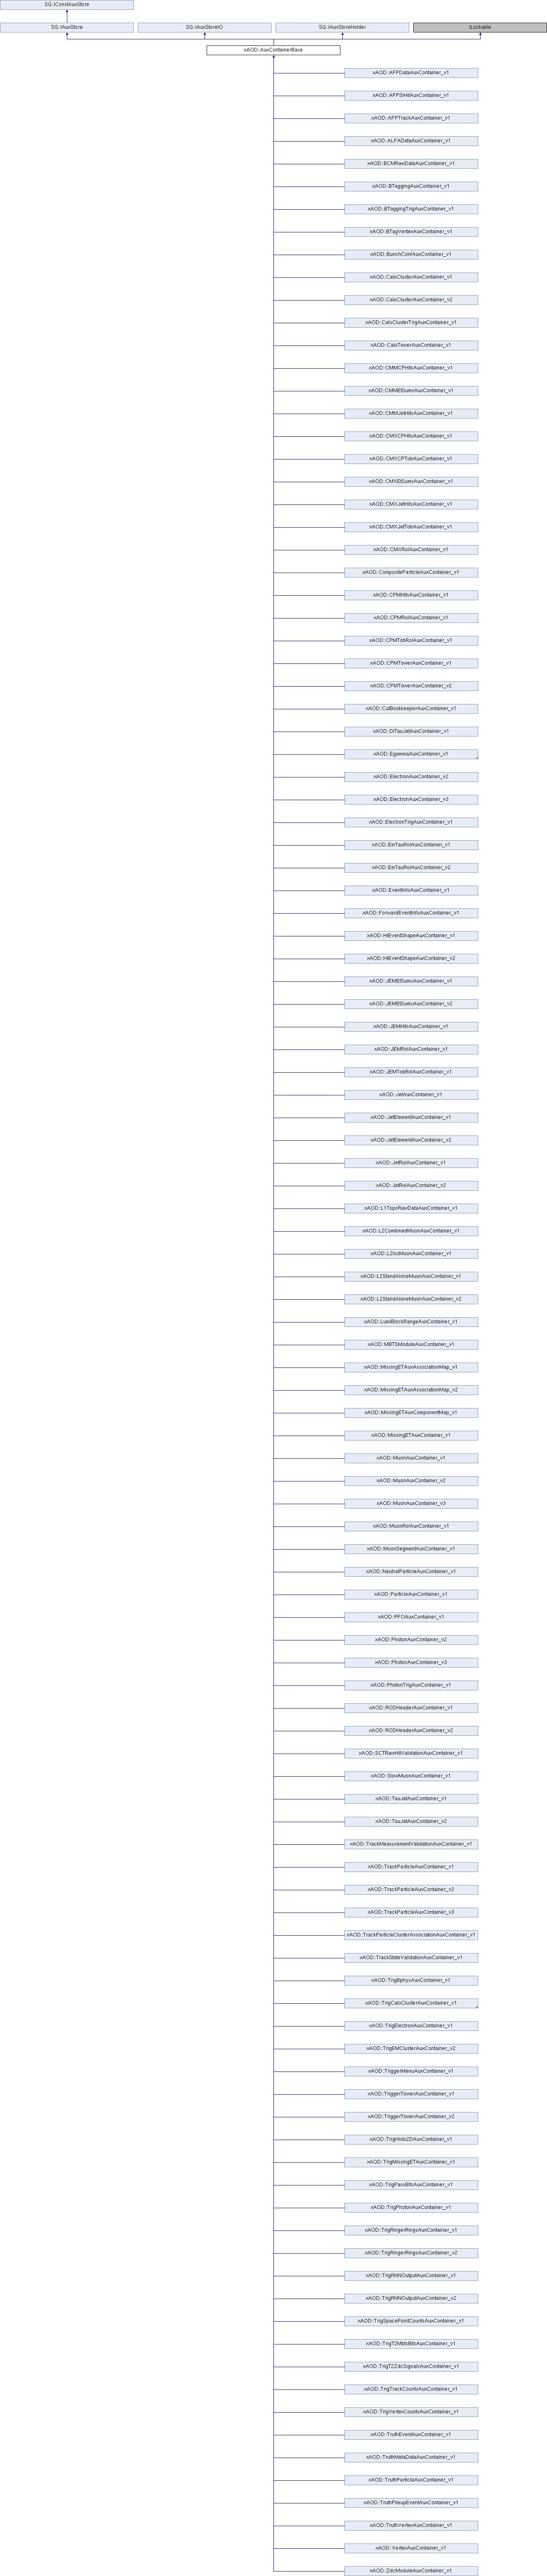 SG::IConstAuxStore
SG::IAuxStore
SG::IAuxStoreIO
SG::IAuxStoreHolder
ILockable
xAOD::AuxContainerBase
xAOD::AFPDataAuxContainer_v1
xAOD::AFPSiHitAuxContainer_v1
xAOD::AFPTrackAuxContainer_v1
xAOD::ALFADataAuxContainer_v1
xAOD::BCMRawDataAuxContainer_v1
xAOD::BTaggingAuxContainer_v1
xAOD::BTaggingTrigAuxContainer_v1
xAOD::BTagVertexAuxContainer_v1
xAOD::BunchConfAuxContainer_v1
xAOD::CaloClusterAuxContainer_v1
xAOD::CaloClusterAuxContainer_v2
xAOD::CaloClusterTrigAuxContainer_v1
xAOD::CaloTowerAuxContainer_v1
xAOD::CMMCPHitsAuxContainer_v1
xAOD::CMMEtSumsAuxContainer_v1
xAOD::CMMJetHitsAuxContainer_v1
xAOD::CMXCPHitsAuxContainer_v1
xAOD::CMXCPTobAuxContainer_v1
xAOD::CMXEtSumsAuxContainer_v1
xAOD::CMXJetHitsAuxContainer_v1
xAOD::CMXJetTobAuxContainer_v1
xAOD::CMXRoIAuxContainer_v1
xAOD::CompositeParticleAuxContainer_v1
xAOD::CPMHitsAuxContainer_v1
xAOD::CPMRoIAuxContainer_v1
xAOD::CPMTobRoIAuxContainer_v1
xAOD::CPMTowerAuxContainer_v1
xAOD::CPMTowerAuxContainer_v2
xAOD::CutBookkeeperAuxContainer_v1
xAOD::DiTauJetAuxContainer_v1
xAOD::EgammaAuxContainer_v1
xAOD::ElectronAuxContainer_v2
xAOD::ElectronAuxContainer_v3
xAOD::ElectronTrigAuxContainer_v1
xAOD::EmTauRoIAuxContainer_v1
xAOD::EmTauRoIAuxContainer_v2
xAOD::EventInfoAuxContainer_v1
xAOD::ForwardEventInfoAuxContainer_v1
xAOD::HIEventShapeAuxContainer_v1
xAOD::HIEventShapeAuxContainer_v2
xAOD::JEMEtSumsAuxContainer_v1
xAOD::JEMEtSumsAuxContainer_v2
xAOD::JEMHitsAuxContainer_v1
xAOD::JEMRoIAuxContainer_v1
xAOD::JEMTobRoIAuxContainer_v1
xAOD::JetAuxContainer_v1
xAOD::JetElementAuxContainer_v1
xAOD::JetElementAuxContainer_v2
xAOD::JetRoIAuxContainer_v1
xAOD::JetRoIAuxContainer_v2
xAOD::L1TopoRawDataAuxContainer_v1
xAOD::L2CombinedMuonAuxContainer_v1
xAOD::L2IsoMuonAuxContainer_v1
xAOD::L2StandAloneMuonAuxContainer_v1
xAOD::L2StandAloneMuonAuxContainer_v2
xAOD::LumiBlockRangeAuxContainer_v1
xAOD::MBTSModuleAuxContainer_v1
xAOD::MissingETAuxAssociationMap_v1
xAOD::MissingETAuxAssociationMap_v2
xAOD::MissingETAuxComponentMap_v1
xAOD::MissingETAuxContainer_v1
xAOD::MuonAuxContainer_v1
xAOD::MuonAuxContainer_v2
xAOD::MuonAuxContainer_v3
xAOD::MuonRoIAuxContainer_v1
xAOD::MuonSegmentAuxContainer_v1
xAOD::NeutralParticleAuxContainer_v1
xAOD::ParticleAuxContainer_v1
xAOD::PFOAuxContainer_v1
xAOD::PhotonAuxContainer_v2
xAOD::PhotonAuxContainer_v3
xAOD::PhotonTrigAuxContainer_v1
xAOD::RODHeaderAuxContainer_v1
xAOD::RODHeaderAuxContainer_v2
xAOD::SCTRawHitValidationAuxContainer_v1
xAOD::SlowMuonAuxContainer_v1
xAOD::TauJetAuxContainer_v1
xAOD::TauJetAuxContainer_v2
xAOD::TrackMeasurementValidationAuxContainer_v1
xAOD::TrackParticleAuxContainer_v1
xAOD::TrackParticleAuxContainer_v2
xAOD::TrackParticleAuxContainer_v3
xAOD::TrackParticleClusterAssociationAuxContainer_v1
xAOD::TrackStateValidationAuxContainer_v1
xAOD::TrigBphysAuxContainer_v1
xAOD::TrigCaloClusterAuxContainer_v1
xAOD::TrigElectronAuxContainer_v1
xAOD::TrigEMClusterAuxContainer_v2
xAOD::TriggerMenuAuxContainer_v1
xAOD::TriggerTowerAuxContainer_v1
xAOD::TriggerTowerAuxContainer_v2
xAOD::TrigHisto2DAuxContainer_v1
xAOD::TrigMissingETAuxContainer_v1
xAOD::TrigPassBitsAuxContainer_v1
xAOD::TrigPhotonAuxContainer_v1
xAOD::TrigRingerRingsAuxContainer_v1
xAOD::TrigRingerRingsAuxContainer_v2
xAOD::TrigRNNOutputAuxContainer_v1
xAOD::TrigRNNOutputAuxContainer_v2
xAOD::TrigSpacePointCountsAuxContainer_v1
xAOD::TrigT2MbtsBitsAuxContainer_v1
xAOD::TrigT2ZdcSignalsAuxContainer_v1
xAOD::TrigTrackCountsAuxContainer_v1
xAOD::TrigVertexCountsAuxContainer_v1
xAOD::TruthEventAuxContainer_v1
xAOD::TruthMetaDataAuxContainer_v1
xAOD::TruthParticleAuxContainer_v1
xAOD::TruthPileupEventAuxContainer_v1
xAOD::TruthVertexAuxContainer_v1
xAOD::VertexAuxContainer_v1
xAOD::ZdcModuleAuxContainer_v1